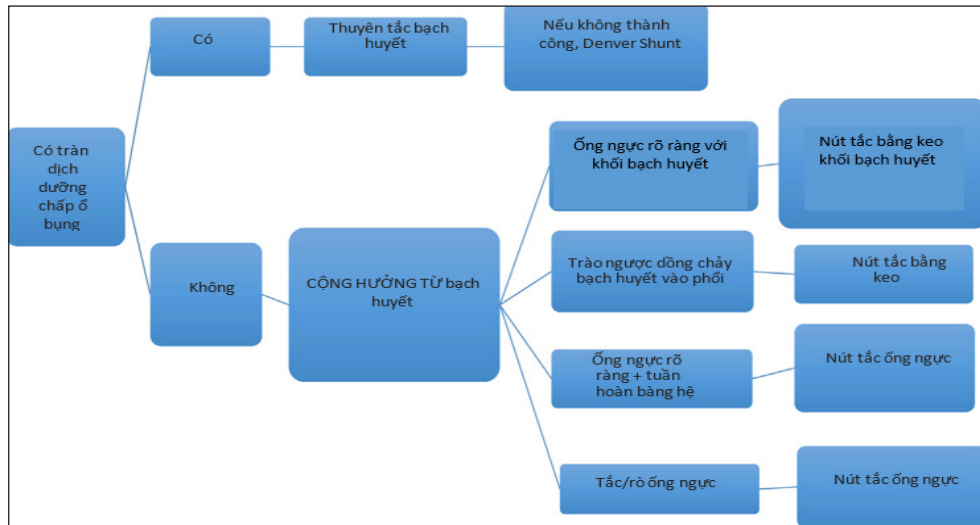 Có
Thuyên tắc bạch
huyết
Nếu không thành
công, Denver Shunt
Có tràn
dịch
dưỡng
chấp ổ
bụng
Không
CỘNG HƯỞNG TỪ bạch
huyết
Ống ngực rõ ràng với
khối bạch huyết
Nút tắc bằng keo
khối bạch huyết
Trào ngược dồng chảy
bạch huyết vào phổi
Nút tắc bằng
keo
Ống ngực rõ
ràng + tuần
hoàn bàng hệ
Nút tắc ống ngực
Tắc/rò ống ngực
Nút tắc ống ngực